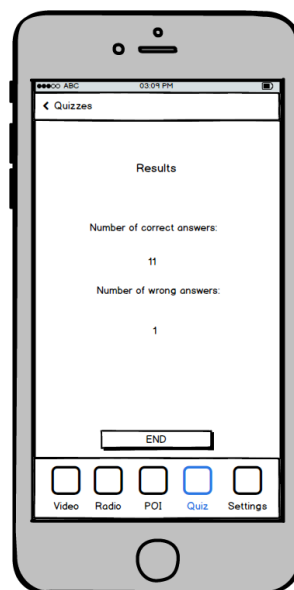 ABC 03:09 PM
Quizzes
Results
Number of correct answers:
11
Number of wrong answers:
1
END
Video Radio POI Quiz Settings